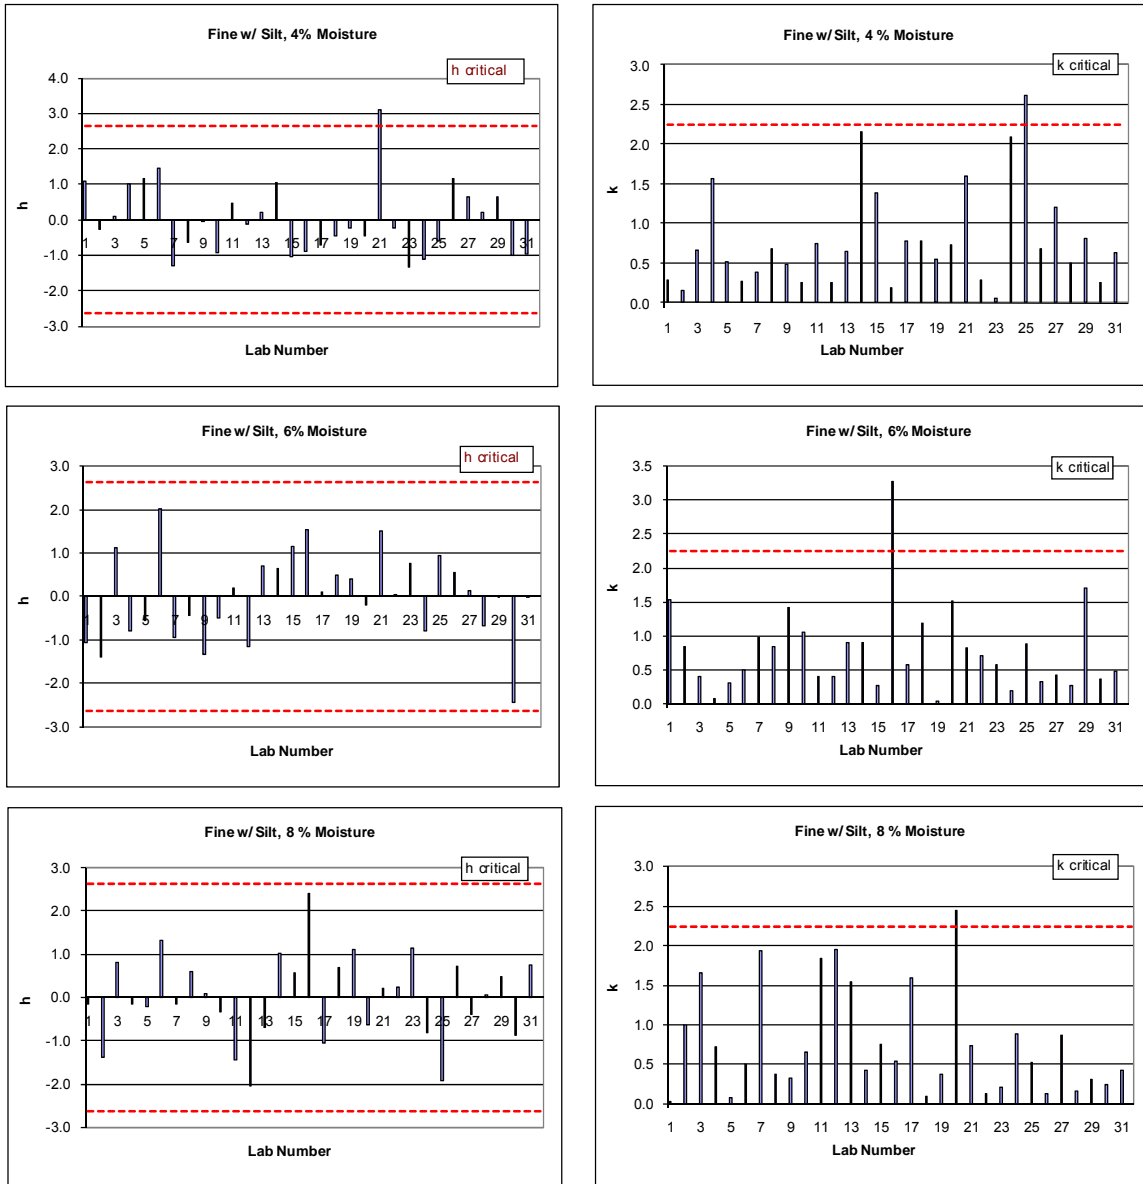 Fine w/ Silt, 4% Moisture
h critical
4.0
3.0
2.0
1.0
0.0
-1.0
-2.0
-3.0
h
1 3 5 7 9 11 13 15 17 19 21 23 25 27 29 31
Lab Number
Fine w/ Silt, 4 % Moisture
k critical
3.0
2.5
2.0
1.5
1.0
0.5
0.0
k
1 3 5 7 9 11 13 15 17 19 21 23 25 27 29 31
Lab Number
Fine w/ Silt, 6% Moisture
h critical
3.0
2.0
1.0
0.0
-1.0
-2.0
-3.0
h
1 3 5 7 9 11 13 15 17 19 21 23 25 27 29 31
Lab Number
Fine w/ Silt, 6% Moisture
k critical
3.5
3.0
2.5
2.0
1.5
1.0
0.5
0.0
k
1 3 5 7 9 11 13 15 17 19 21 23 25 27 29 31
Lab Number
Fine w/ Silt, 8 % Moisture
h critical
3.0
2.0
1.0
0.0
-1.0
-2.0
-3.0
h
1 3 5 7 9 11 13 15 17 19 21 23 25 27 29 31
Lab Number
Fine w/ Silt, 8 % Moisture
k critical
3.0
2.5
2.0
1.5
1.0
0.5
0.0
k
1 3 5 7 9 11 13 15 17 19 21 23 25 27 29 31
Lab Number